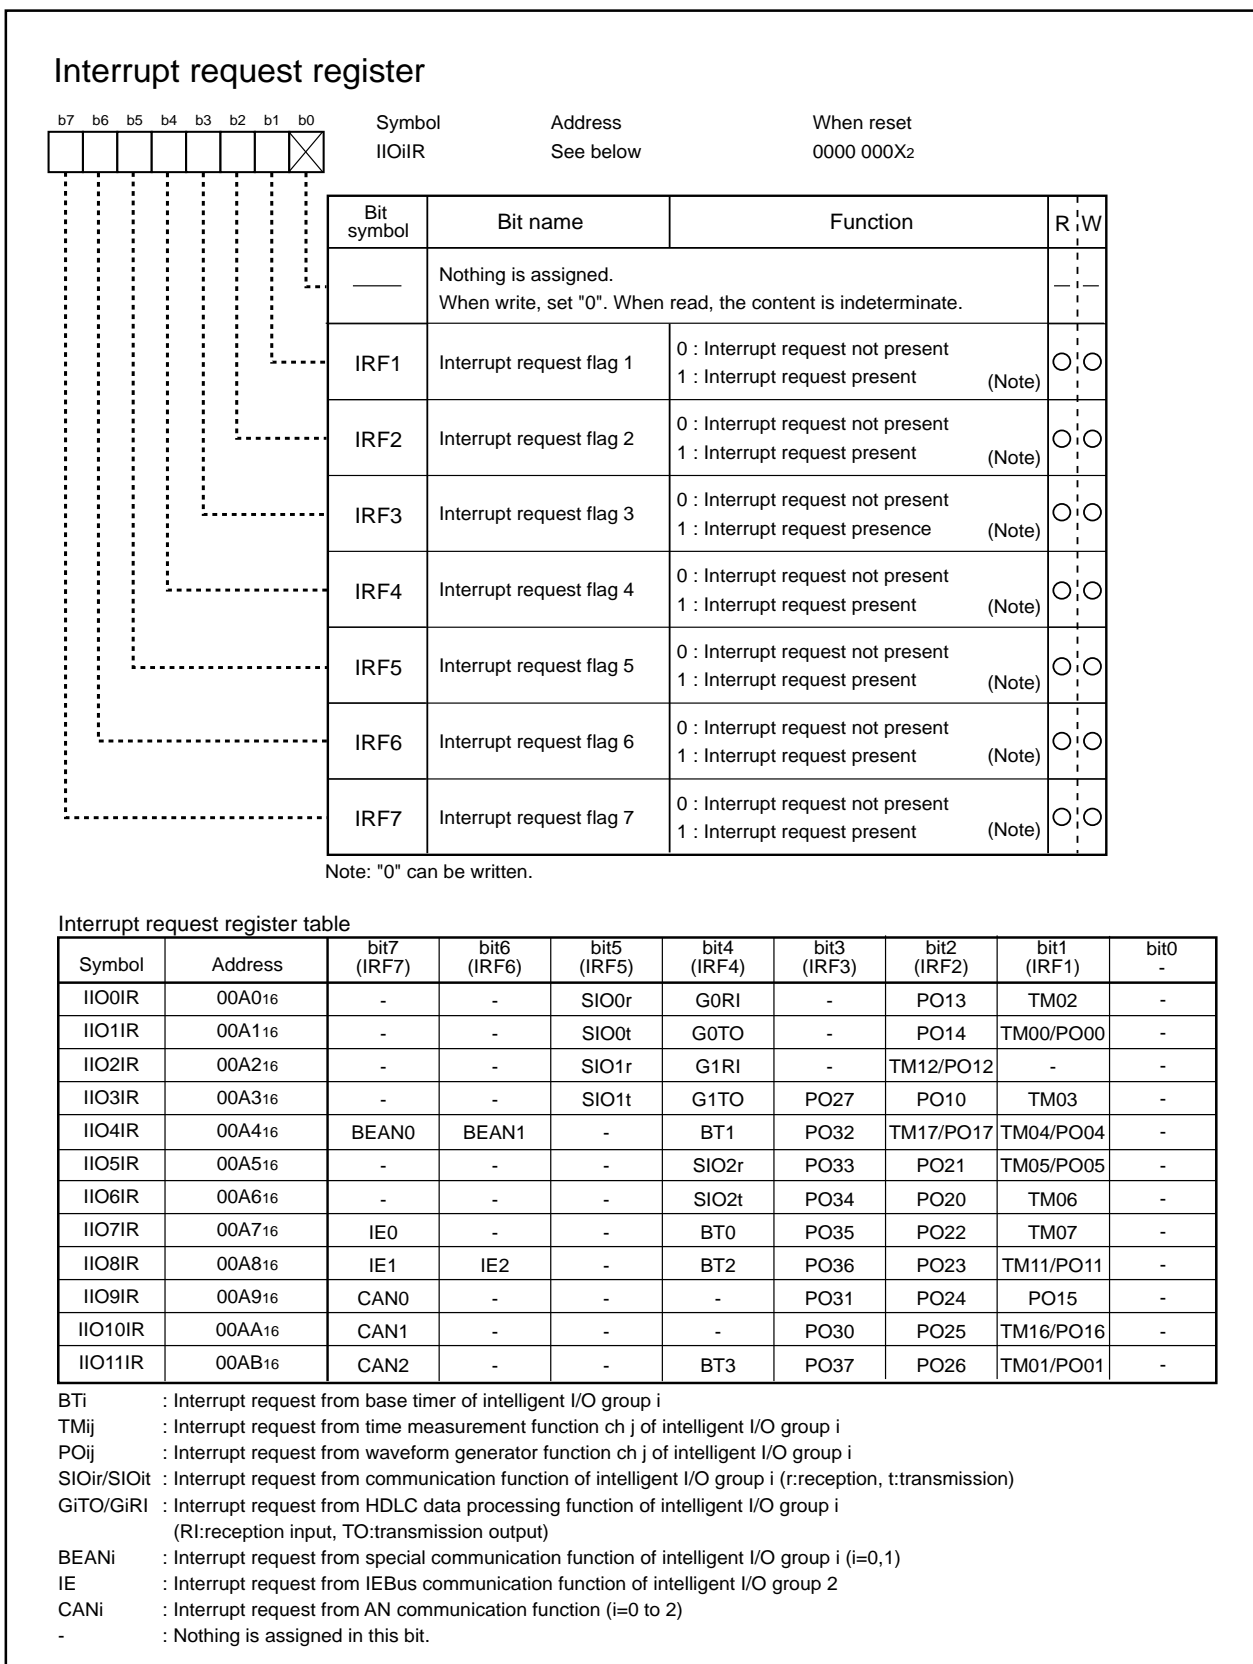 Interrupt request register
b7 b6 b5 b4 b3 b2 b1 b0 Symbol Address When reset
IIOiIR See below 0000 000X2
Bit symbol Bit name Function R W
—— Nothing is assigned. – –
When write, set "0". When read, the content is indeterminate.
IRF1 Interrupt request flag 1 0 : Interrupt request not present
1 : Interrupt request present (Note)
IRF2 Interrupt request flag 2 0 : Interrupt request not present
1 : Interrupt request present (Note)
IRF3 Interrupt request flag 3 0 : Interrupt request not present
1 : Interrupt request presence (Note)
IRF4 Interrupt request flag 4 0 : Interrupt request not present
1 : Interrupt request present (Note)
IRF5 Interrupt request flag 5 0 : Interrupt request not present
1 : Interrupt request present (Note)
IRF6 Interrupt request flag 6 0 : Interrupt request not present
1 : Interrupt request present (Note)
IRF7 Interrupt request flag 7 0 : Interrupt request not present
1 : Interrupt request present (Note)
Note: "0" can be written.
Interrupt request register table
Symbol Address bit7 (IRF7) bit6 (IRF6) bit5 (IRF5) bit4 (IRF4) bit3 (IRF3) bit2 (IRF2) bit1 (IRF1) bit0 -
IIO0IR 00A016 - - SIO0r G0RI - PO13 TM02 -
IIO1IR 00A116 - - SIO0t G0TO - PO14 TM00/PO00 -
IIO2IR 00A216 - - SIO1r G1RI - TM12/PO12 - -
IIO3IR 00A316 - - SIO1t G1TO PO27 PO10 TM03 -
IIO4IR 00A416 BEAN0 BEAN1 - BT1 PO32 TM17/PO17 TM04/PO04 -
IIO5IR 00A516 - - - SIO2r PO33 PO21 TM05/PO05 -
IIO6IR 00A616 - - - SIO2t PO34 PO20 TM06 -
IIO7IR 00A716 IE0 - - BT0 PO35 PO22 TM07 -
IIO8IR 00A816 IE1 IE2 - BT2 PO36 PO23 TM11/PO11 -
IIO9IR 00A916 CAN0 - - - PO31 PO24 PO15 -
IIO10IR 00AA16 CAN1 - - - PO30 PO25 TM16/PO16 -
IIO11IR 00AB16 CAN2 - - BT3 PO37 PO26 TM01/PO01 -
BTi : Interrupt request from base timer of intelligent I/O group i
TMij : Interrupt request from time measurement function ch j of intelligent I/O group i
POij : Interrupt request from waveform generator function ch j of intelligent I/O group i
SIOir/SIOit : Interrupt request from communication function of intelligent I/O group i (r:reception, t:transmission)
GiTO/GiRI : Interrupt request from HDLC data processing function of intelligent I/O group i
(RI:reception input, TO:transmission output)
BEANi : Interrupt request from special communication function of intelligent I/O group i (i=0,1)
IE : Interrupt request from IEBus communication function of intelligent I/O group 2
CANi : Interrupt request from AN communication function (i=0 to 2)
- : Nothing is assigned in this bit.